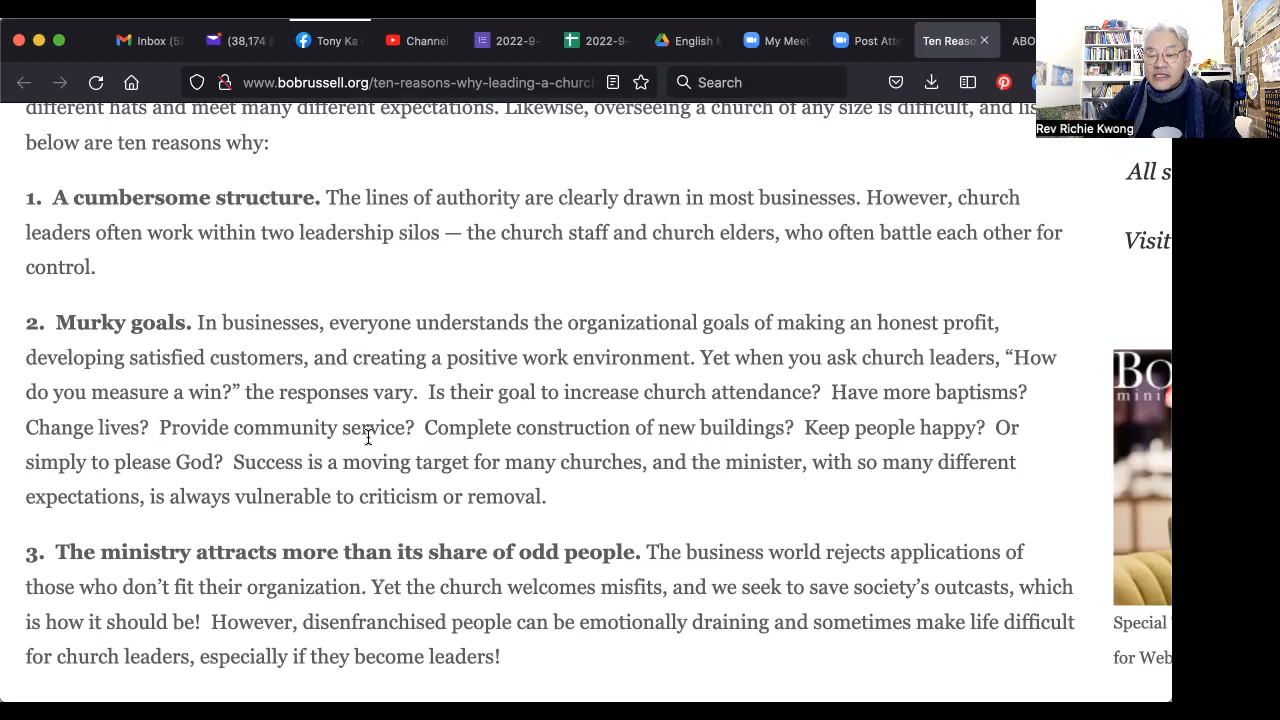 Inbox (5
(38,174
Tony Ka
Channel
2022-9-
2022-9-
English
My Meet
Post Atte
Ten Reaso
ABO
www.bobrussell.org/ten-reasons-why-leading-a-churc
Search
Rev Richie Kwong
different hats and meet many different expectations. Likewise, overseeing a church of any size is difficult, and lis
below are ten reasons why:
1. A cumbersome structure. The lines of authority are clearly drawn in most businesses. However, church
leaders often work within two leadership silos — the church staff and church elders, who often battle each other for
control.
2. Murky goals. In businesses, everyone understands the organizational goals of making an honest profit,
developing satisfied customers, and creating a positive work environment. Yet when you ask church leaders, “How
do you measure a win?” the responses vary. Is their goal to increase church attendance? Have more baptisms?
Change lives? Provide community service? Complete construction of new buildings? Keep people happy? Or
simply to please God? Success is a moving target for many churches, and the minister, with so many different
expectations, is always vulnerable to criticism or removal.
3. The ministry attracts more than its share of odd people. The business world rejects applications of
those who don’t fit their organization. Yet the church welcomes misfits, and we seek to save society’s outcasts, which
is how it should be! However, disenfranchised people can be emotionally draining and sometimes make life difficult
for church leaders, especially if they become leaders!
All s
Visit
Bo
mini
Special
for Web